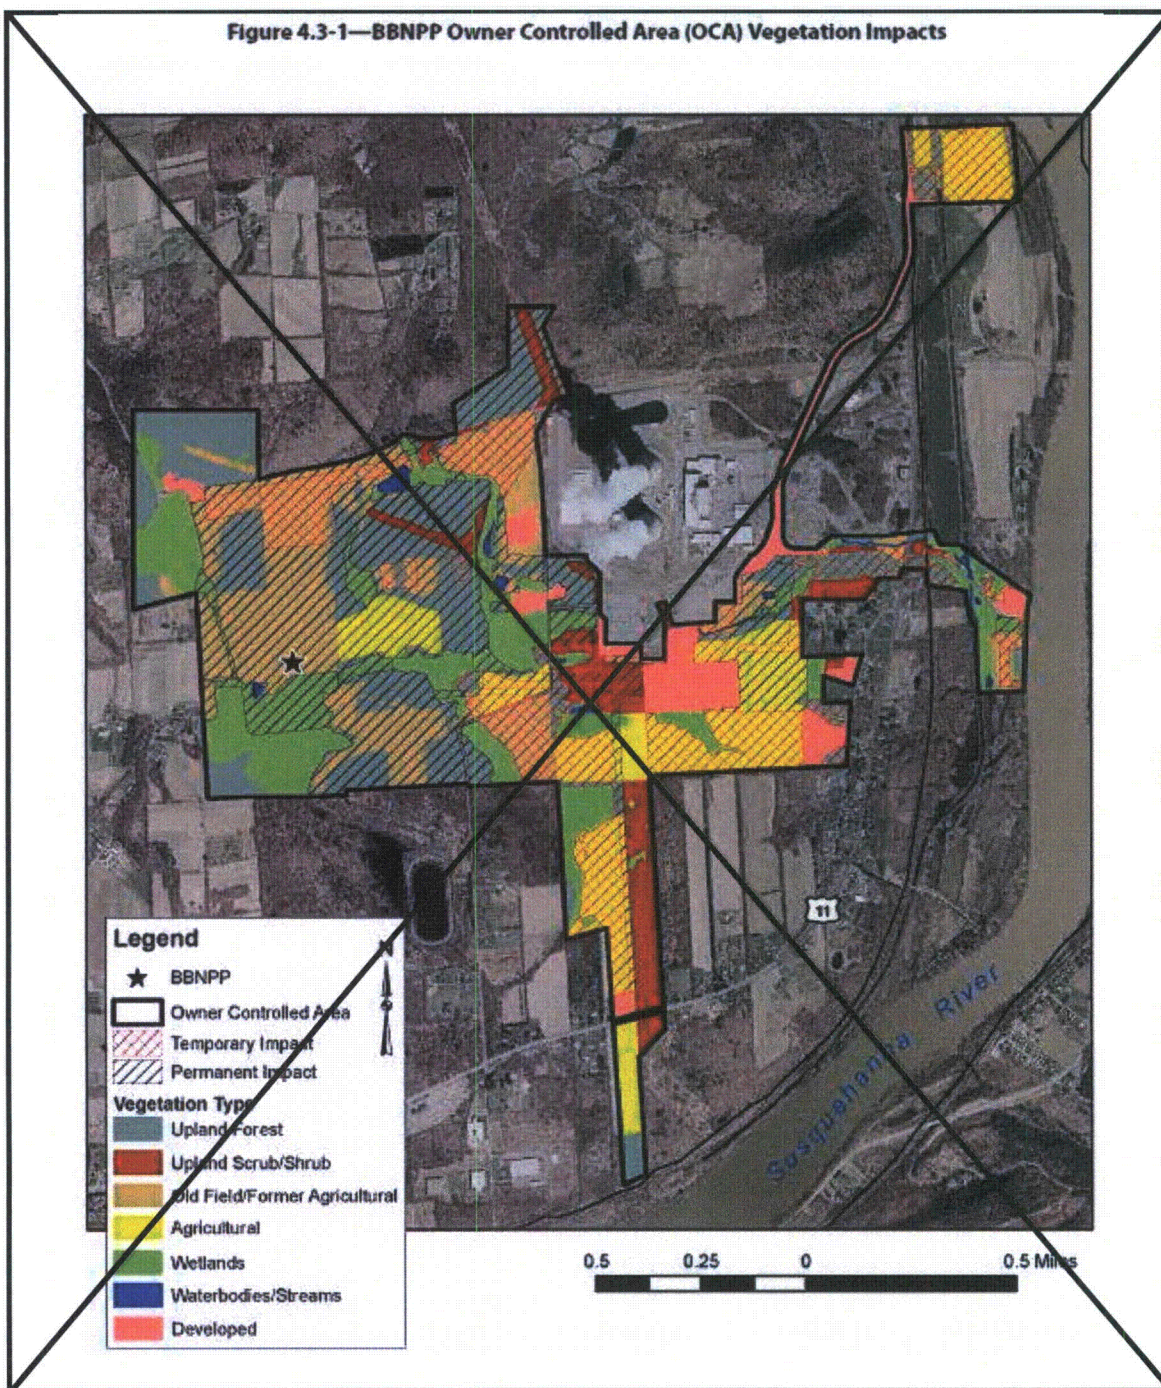 Figure 4.3-1—BBNPP Owner Controlled Area (OCA) Vegetation Impacts
11
Susquehanna River
Legend
N
BBNPP
Owner Controlled Area
Temporary Impact
Permanent Impact
Vegetation Type
Upland Forest
Upland Scrub/Shrub
Old Field/Former Agricultural
Agricultural
Wetlands
Waterbodies/Streams
Developed
0.5 0.25 0 0.5 Miles